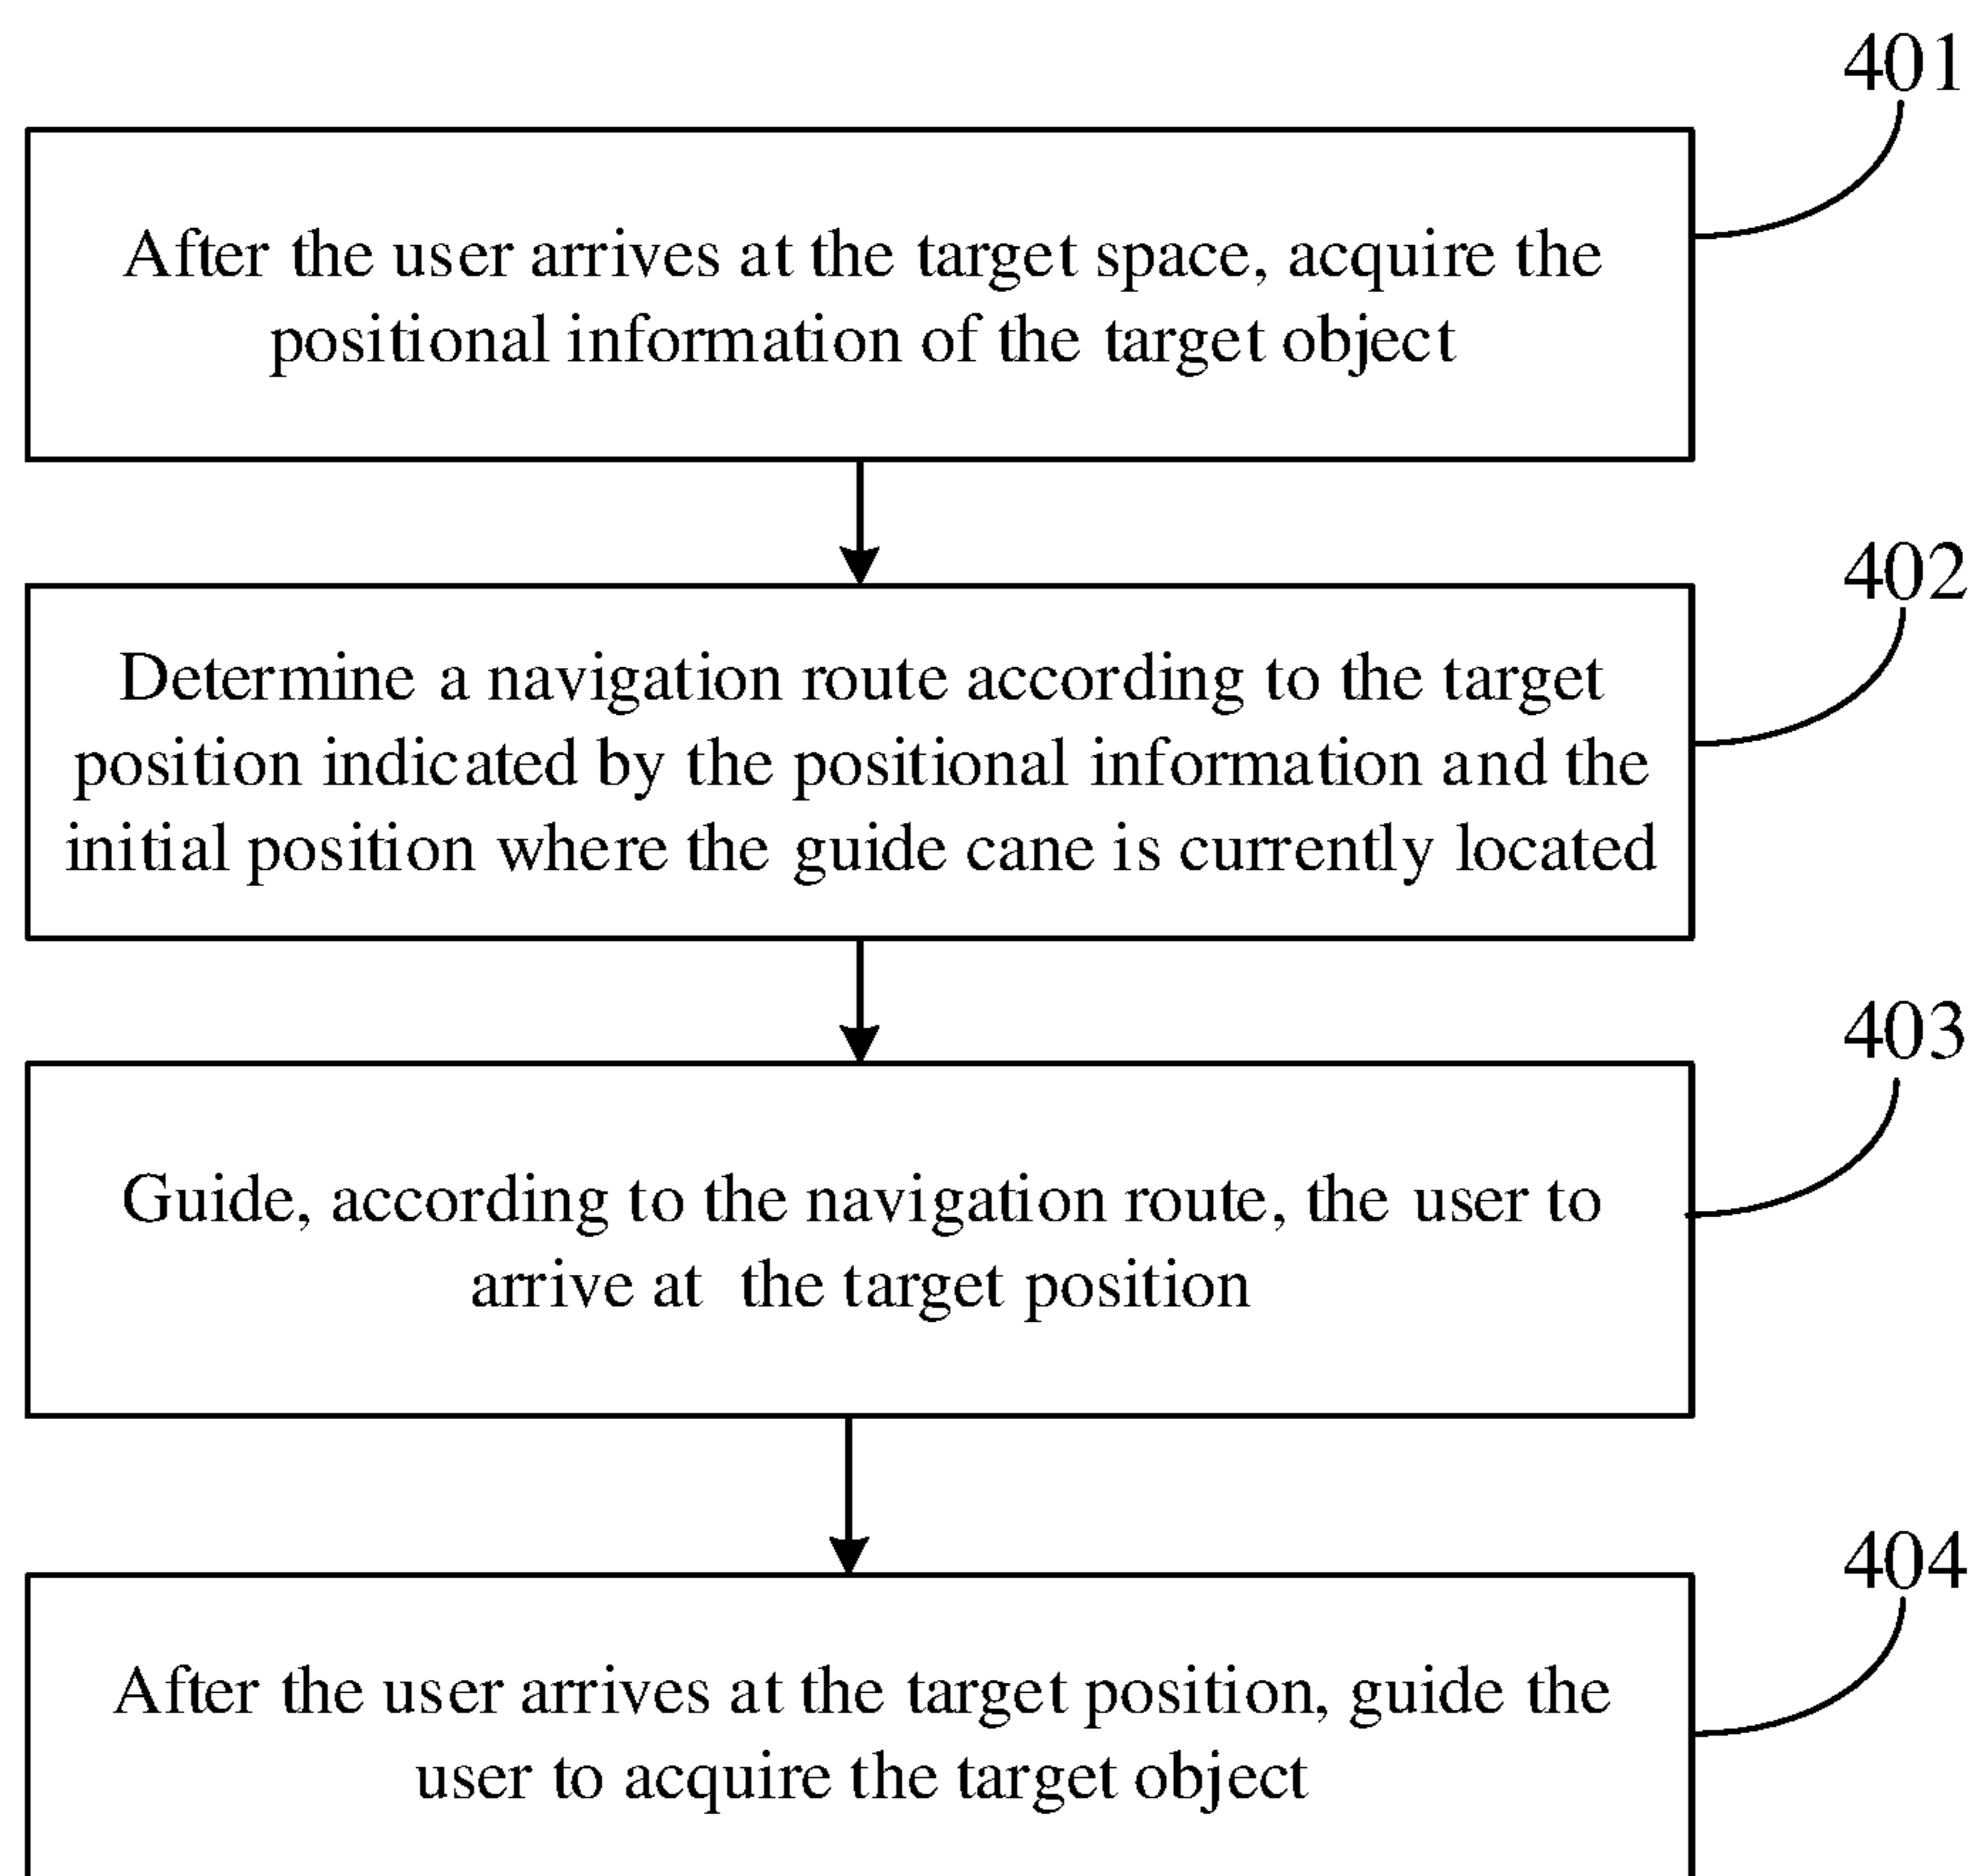 401
After the user arrives at the target space, acquire the
positional information of the target object
402
Determine a navigation route according to the target
position indicated by the positional information and the
initial position where the guide cane is currently located
403
Guide, according to the navigation route, the user to
arrive at the target position
404
After the user arrives at the target position, guide the
user to acquire the target object